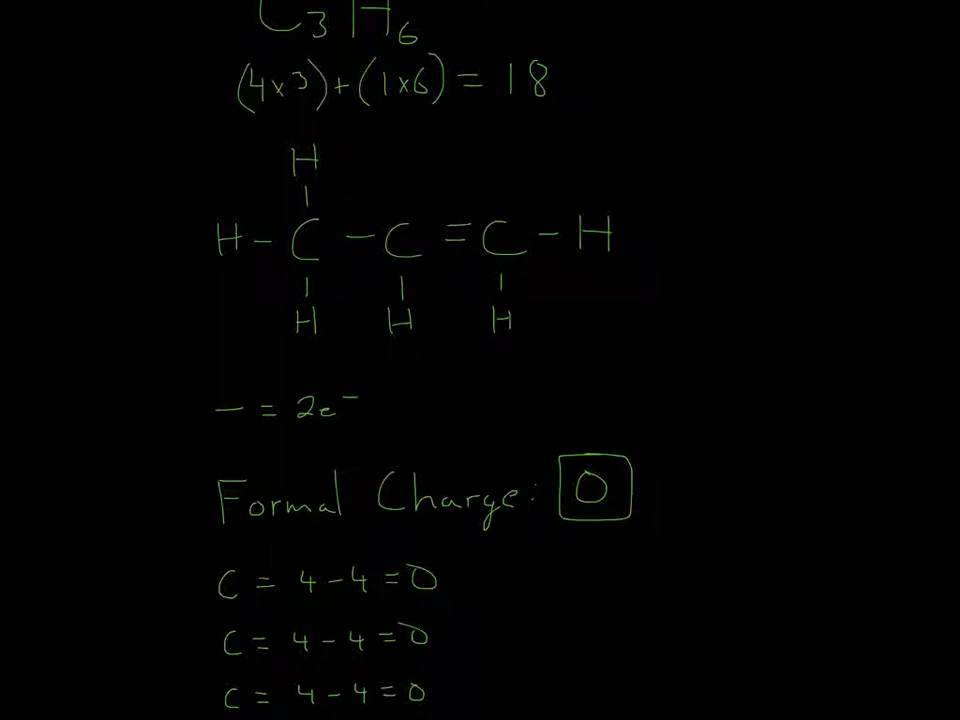 C3H6
(4x3)+(1x6) = 18
H
H - C - C = C - H
H H H
- = 2e-
Formal Charge: 0
C = 4 - 4 = 0
C = 4 - 4 = 0
C = 4 - 4 = 0